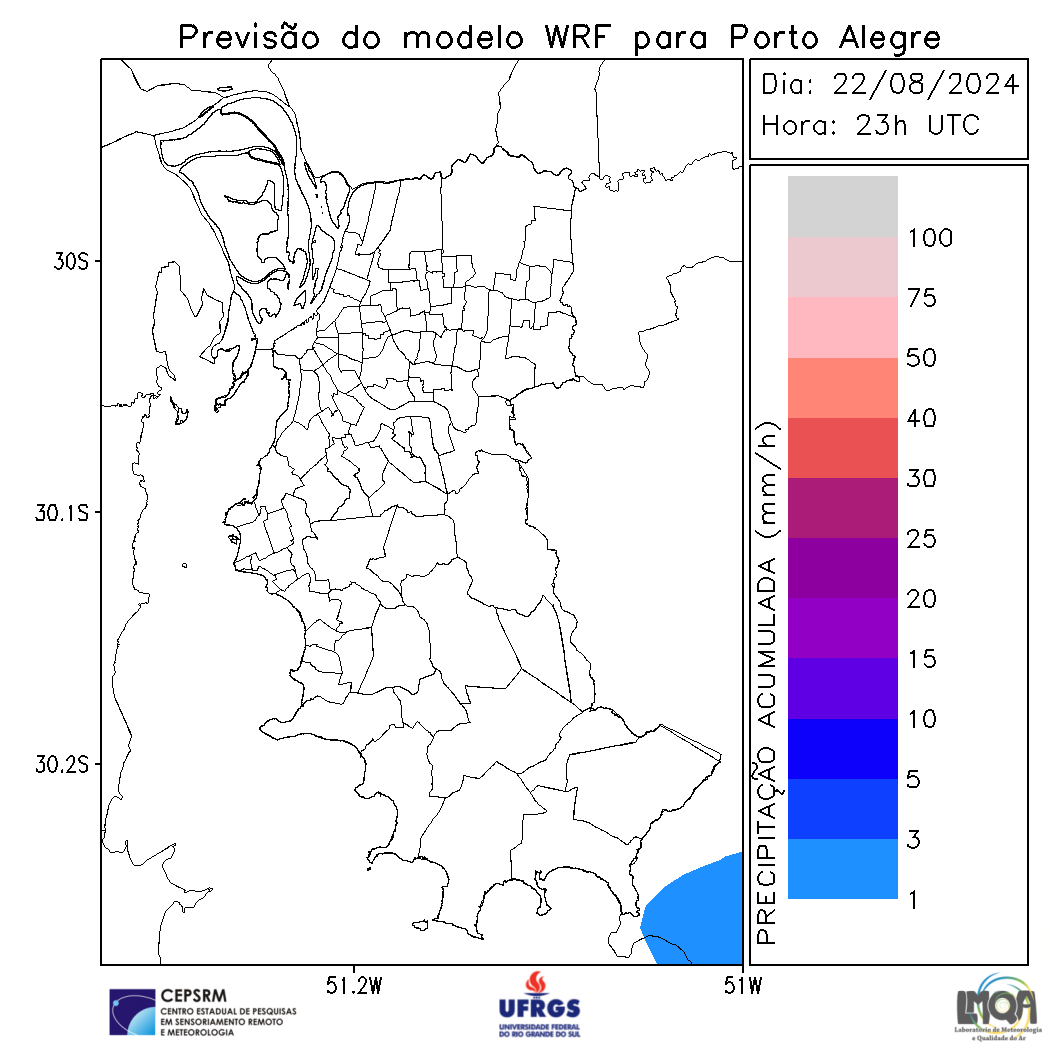 Previsão do modelo WRF para Porto Alegre
Dia: 22/08/2024
Hora: 23h UTC
30S
30.1S
30.2S
51.2W
51W
PRECIPITAÇÃO ACUMULADA (mm/h)
100
75
50
40
30
25
20
15
10
5
3
1
CEPSRM
CENTRO ESTADUAL DE PESQUISAS
EM SENSORIAMENTO REMOTO
E METEOROLOGIA
UFRGS
UNIVERSIDADE FEDERAL
DO RIO GRANDE DO SUL
LMQA
Laboratório de Meteorologia
e Qualidade do Ar